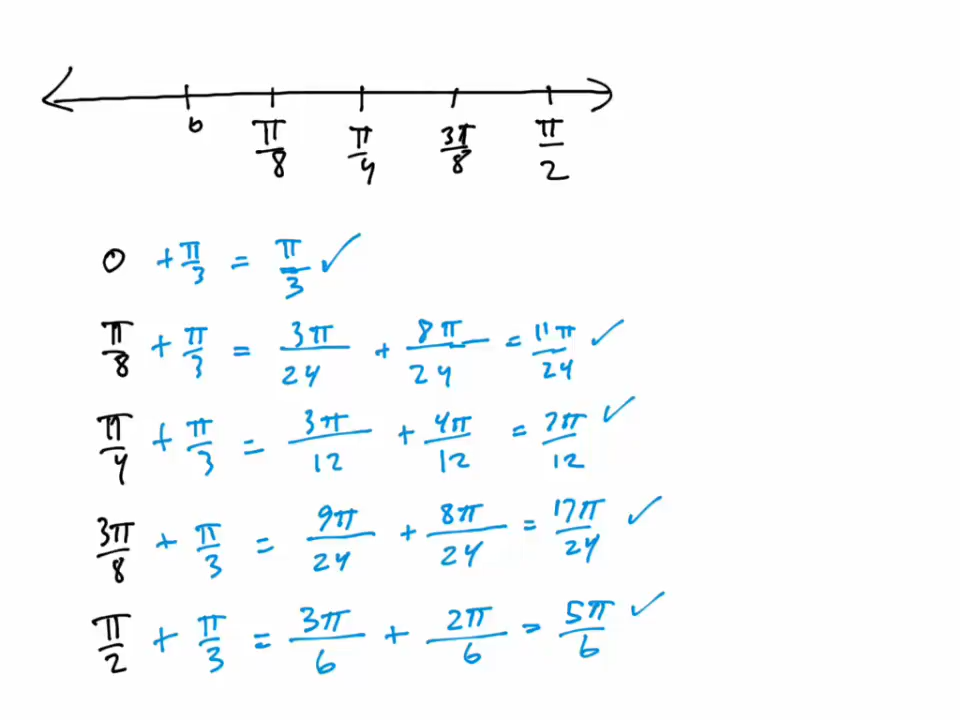 0 π/8 π/4 3π/8 π/2
0 + π/3 = π/3 ✓
π/8 + π/3 = 3π/24 + 8π/24 = 11π/24 ✓
π/4 + π/3 = 3π/12 + 4π/12 = 7π/12 ✓
3π/8 + π/3 = 9π/24 + 8π/24 = 17π/24 ✓
π/2 + π/3 = 3π/6 + 2π/6 = 5π/6 ✓